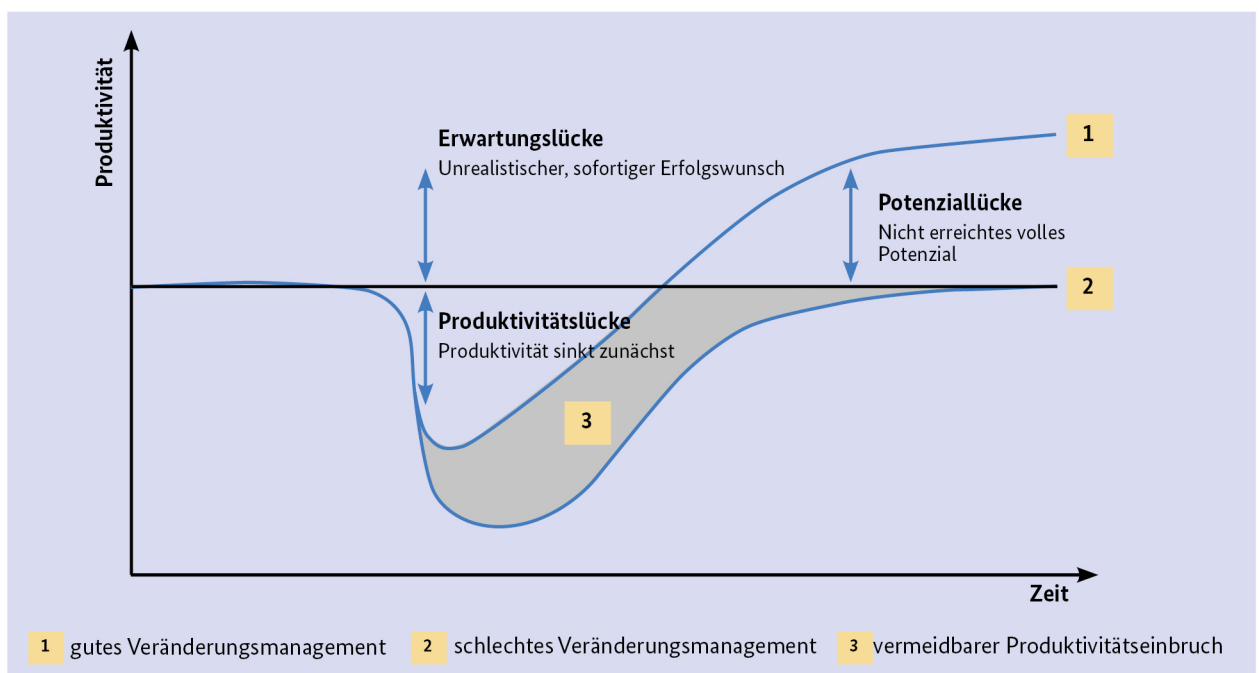 Produktivität
Erwartungslücke
Unrealistischer, sofortiger Erfolgswunsch
1
Potenziallücke
Nicht erreichtes volles
Potenzial
2
Produktivitätslücke
Produktivität sinkt zunächst
3
Zeit
1 gutes Veränderungsmanagement
2 schlechtes Veränderungsmanagement
3 vermeidbarer Produktivitätseinbruch